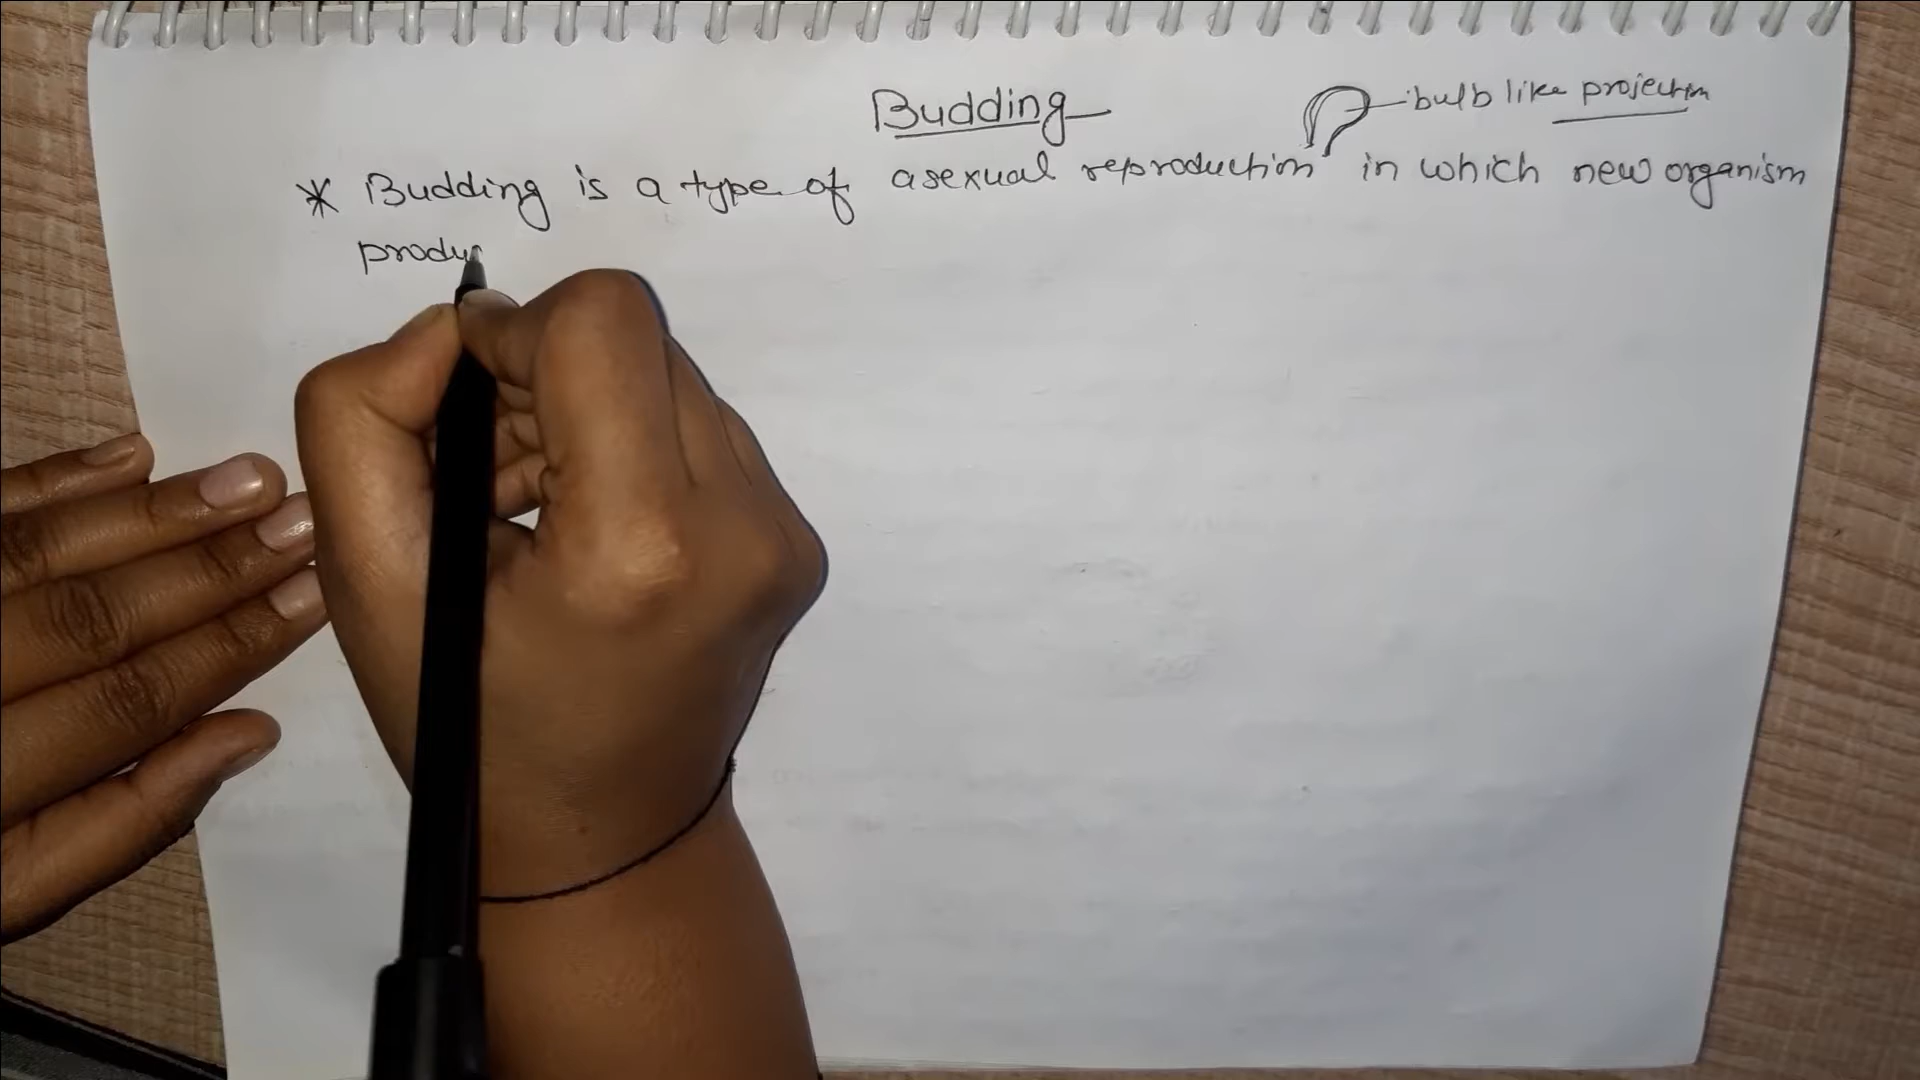 Budding
bulb like projection
* Budding is a type of asexual reproduction in which new organism
produ